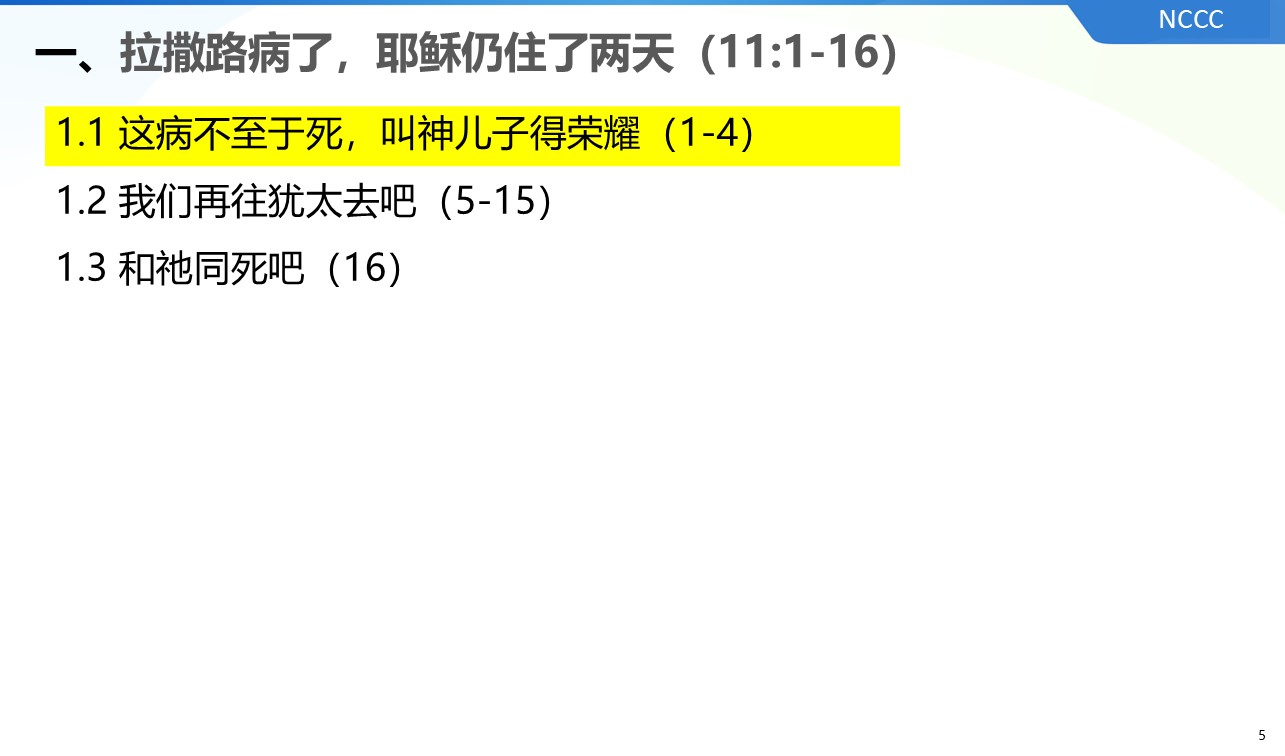 NCCC
一、拉撒路病了，耶稣仍住了两天（11:1-16）
1.1 这病不至于死，叫神儿子得荣耀（1-4）
1.2 我们再往犹太去吧（5-15）
1.3 和祂同死吧（16）
5